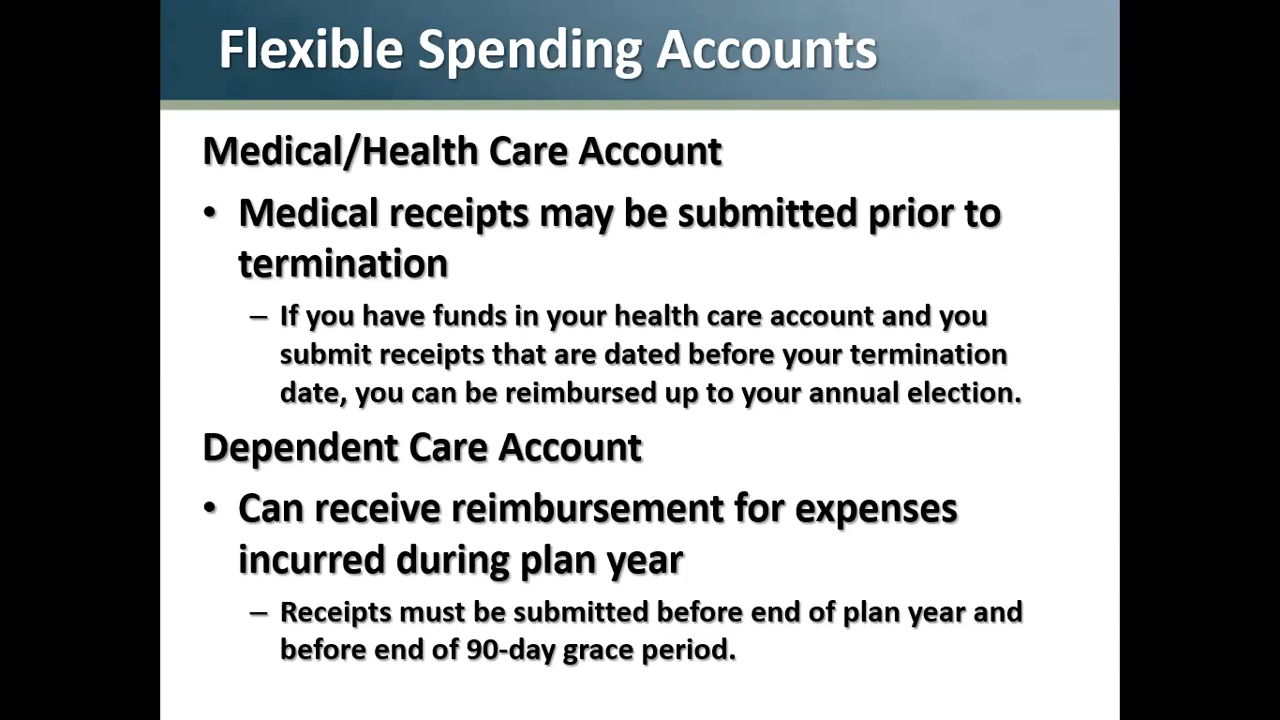 Flexible Spending Accounts
Medical/Health Care Account
• Medical receipts may be submitted prior to
termination
– If you have funds in your health care account and you
submit receipts that are dated before your termination
date, you can be reimbursed up to your annual election.
Dependent Care Account
• Can receive reimbursement for expenses
incurred during plan year
– Receipts must be submitted before end of plan year and
before end of 90-day grace period.